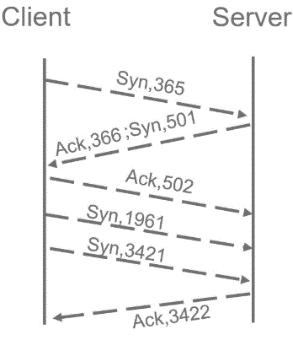 Client
Server
Syn,365
Ack,366 ;Syn,501
Ack,502
Syn,1961
Syn,3421
Ack,3422